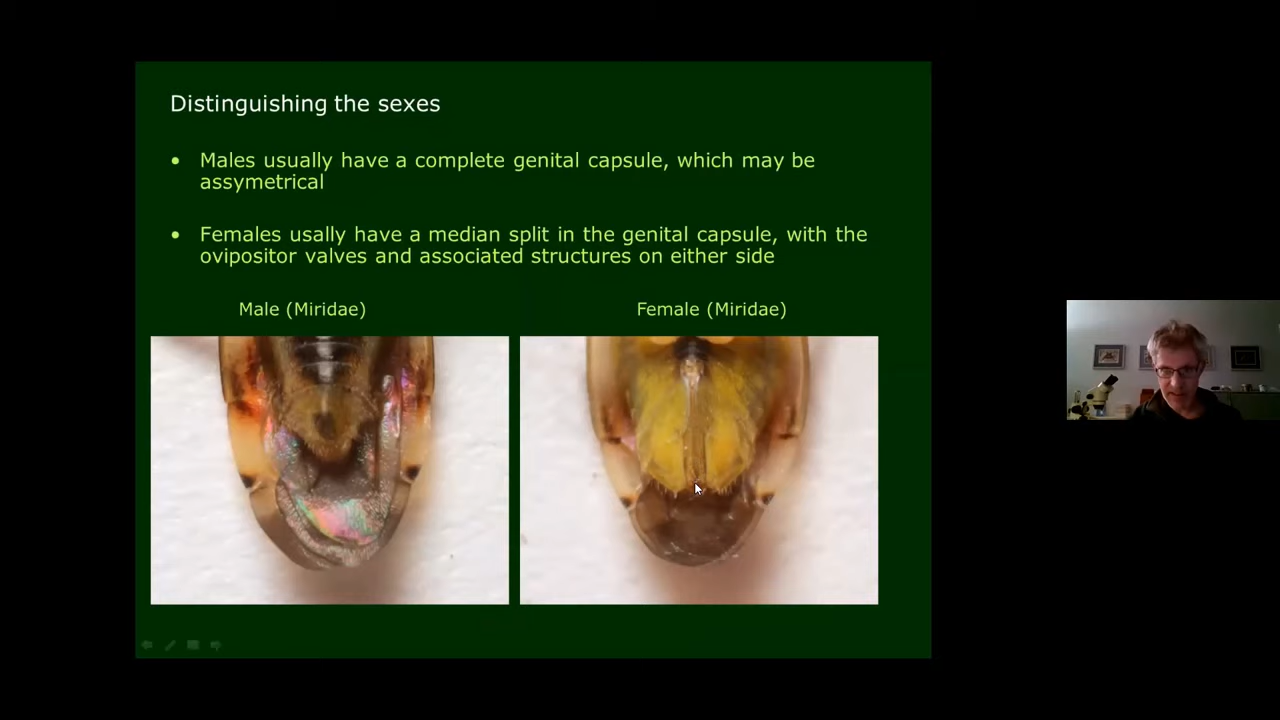 Distinguishing the sexes
• Males usually have a complete genital capsule, which may be
assymetrical
• Females usally have a median split in the genital capsule, with the
ovipositor valves and associated structures on either side
Male (Miridae)
Female (Miridae)